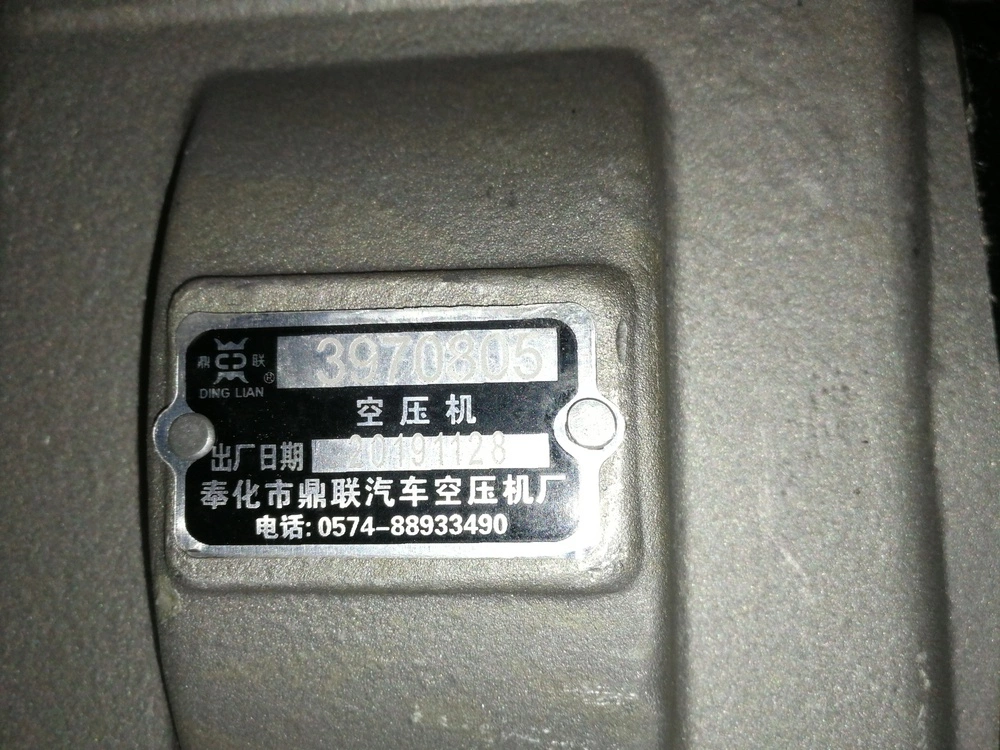 鼎 联 ® 3970805
DING LIAN
空压机
出厂日期 20191128
奉化市鼎联汽车空压机厂
电话: 0574-88933490